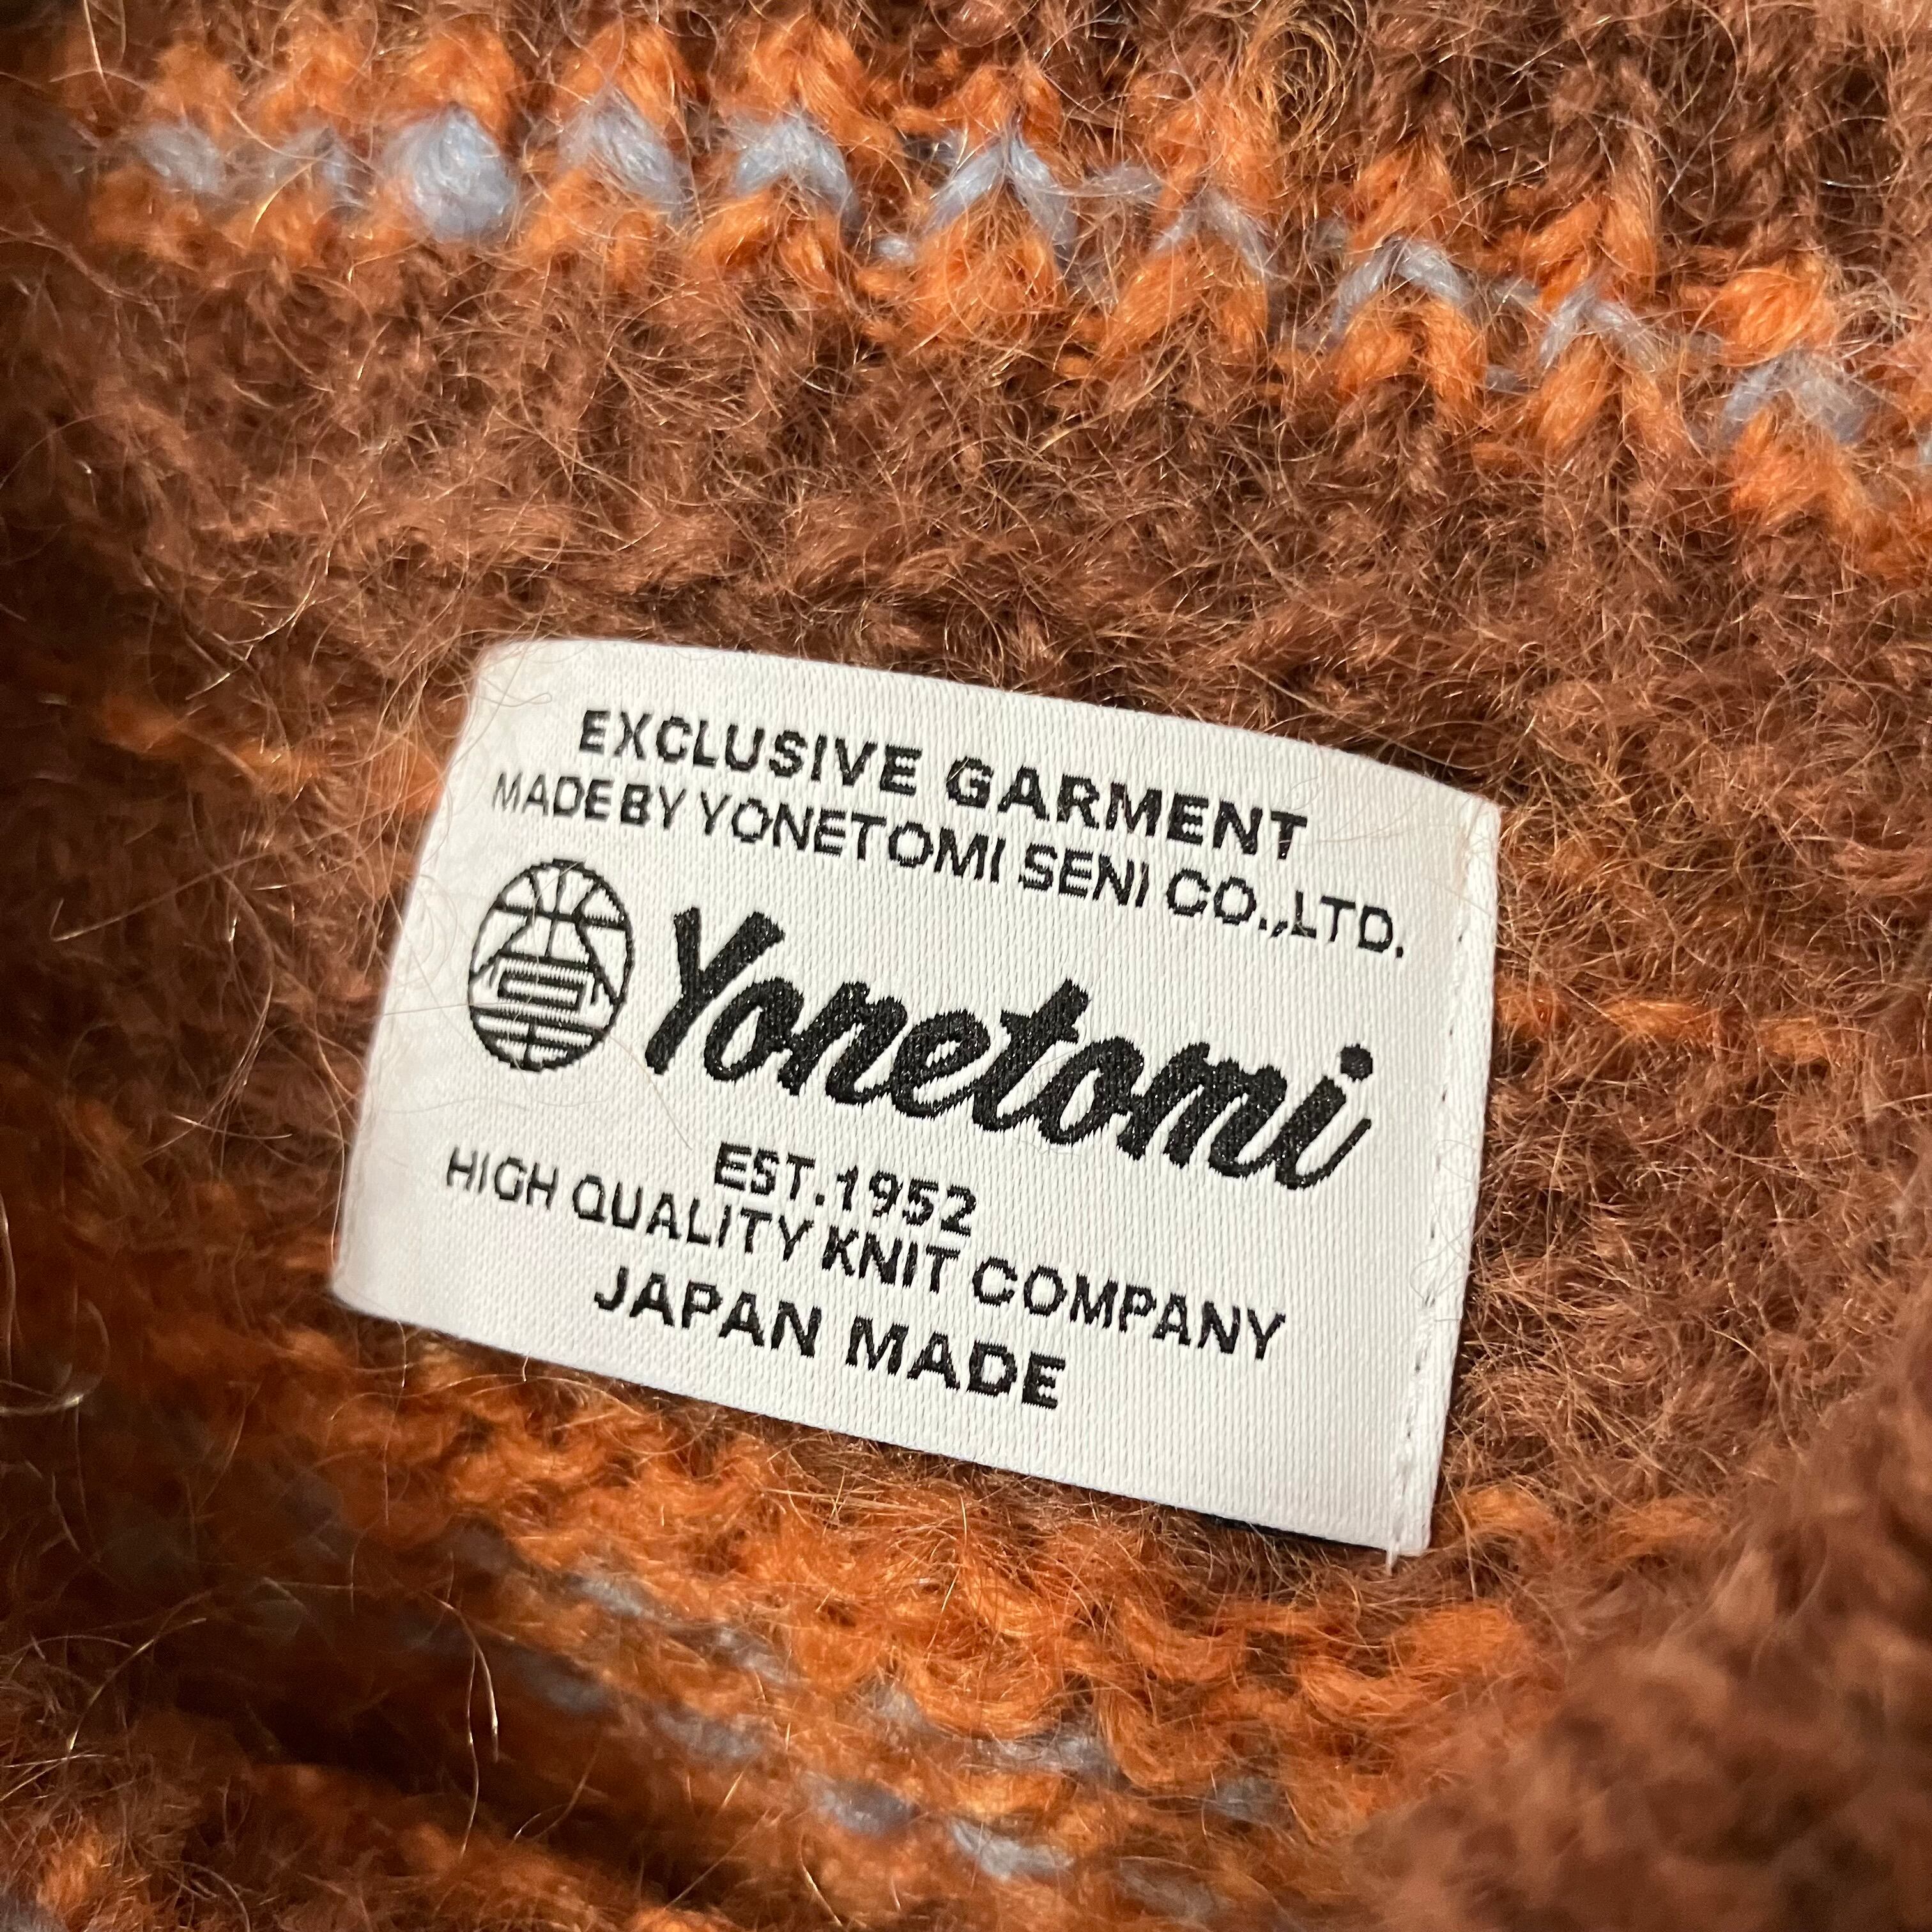 EXCLUSIVE GARMENT
MADE BY YONETOMI SENI CO.,LTD.
Yonetomi
EST.1952
HIGH QUALITY KNIT COMPANY
JAPAN MADE